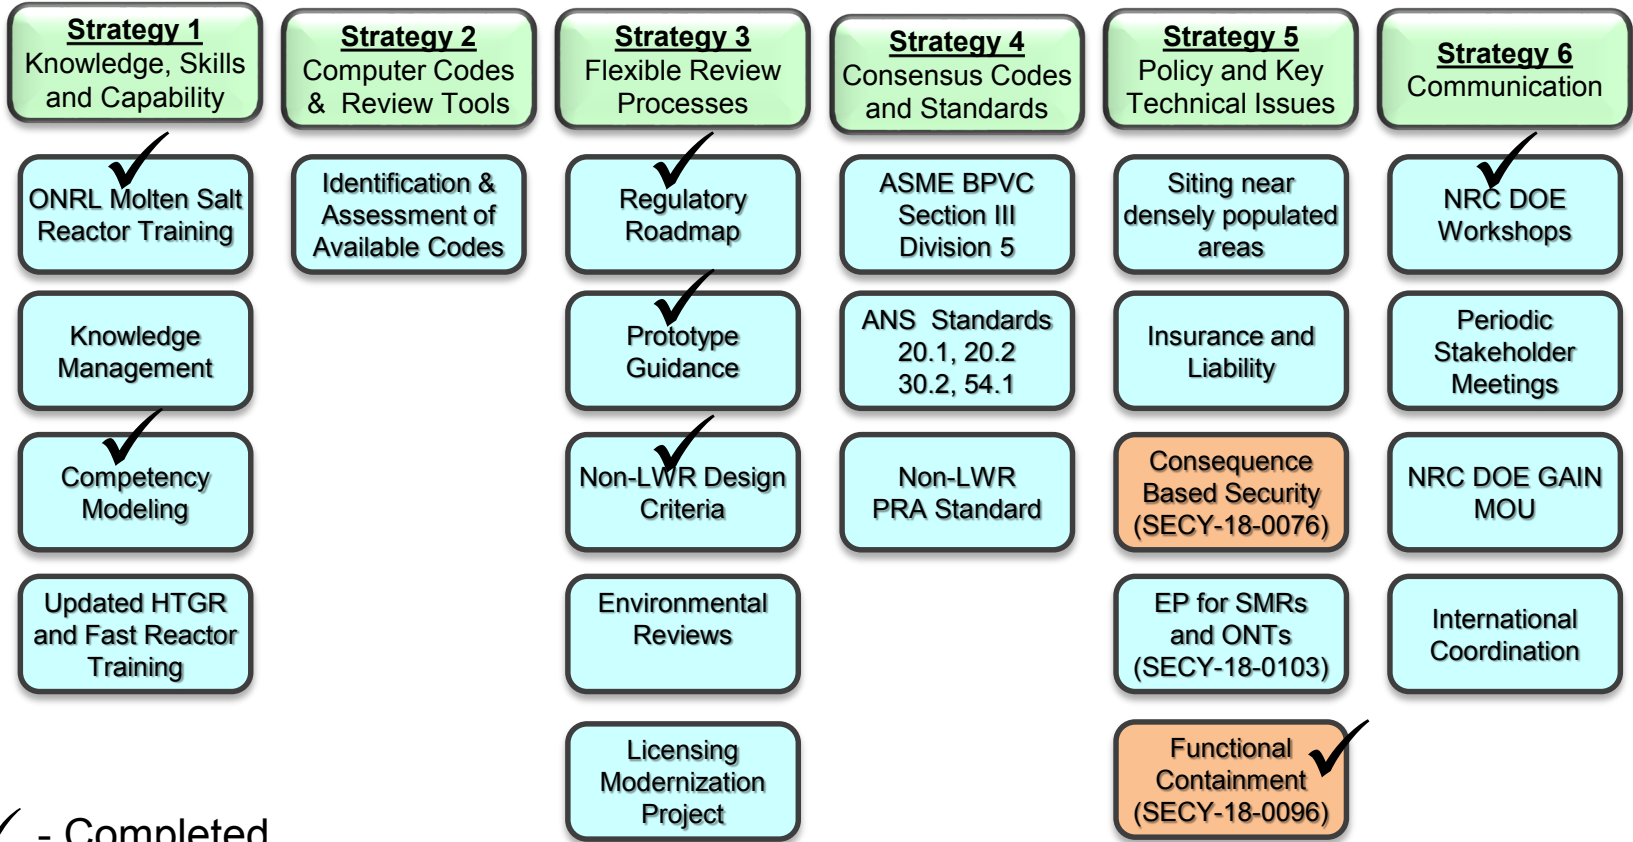 Strategy 1
Knowledge, Skills
and Capability
ONRL Molten Salt
Reactor Training
Knowledge
Management
Competency
Modeling
Updated HTGR
and Fast Reactor
Training
Strategy 2
Computer Codes
& Review Tools
Identification &
Assessment of
Available Codes
Strategy 3
Flexible Review
Processes
Regulatory
Roadmap
Prototype
Guidance
Non-LWR Design
Criteria
Environmental
Reviews
Licensing
Modernization
Project
Strategy 4
Consensus Codes
and Standards
ASME BPVC
Section III
Division 5
ANS Standards
20.1, 20.2
30.2, 54.1
Non-LWR
PRA Standard
Strategy 5
Policy and Key
Technical Issues
Siting near
densely populated
areas
Insurance and
Liability
Consequence
Based Security
(SECY-18-0076)
EP for SMRs
and ONTs
(SECY-18-0103)
Functional
Containment
(SECY-18-0096)
Strategy 6
Communication
NRC DOE
Workshops
Periodic
Stakeholder
Meetings
NRC DOE GAIN
MOU
International
Coordination
✓ - Completed